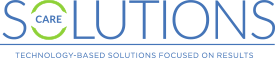 SOLUTIONS
CARE
TECHNOLOGY-BASED SOLUTIONS FOCUSED ON RESULTS